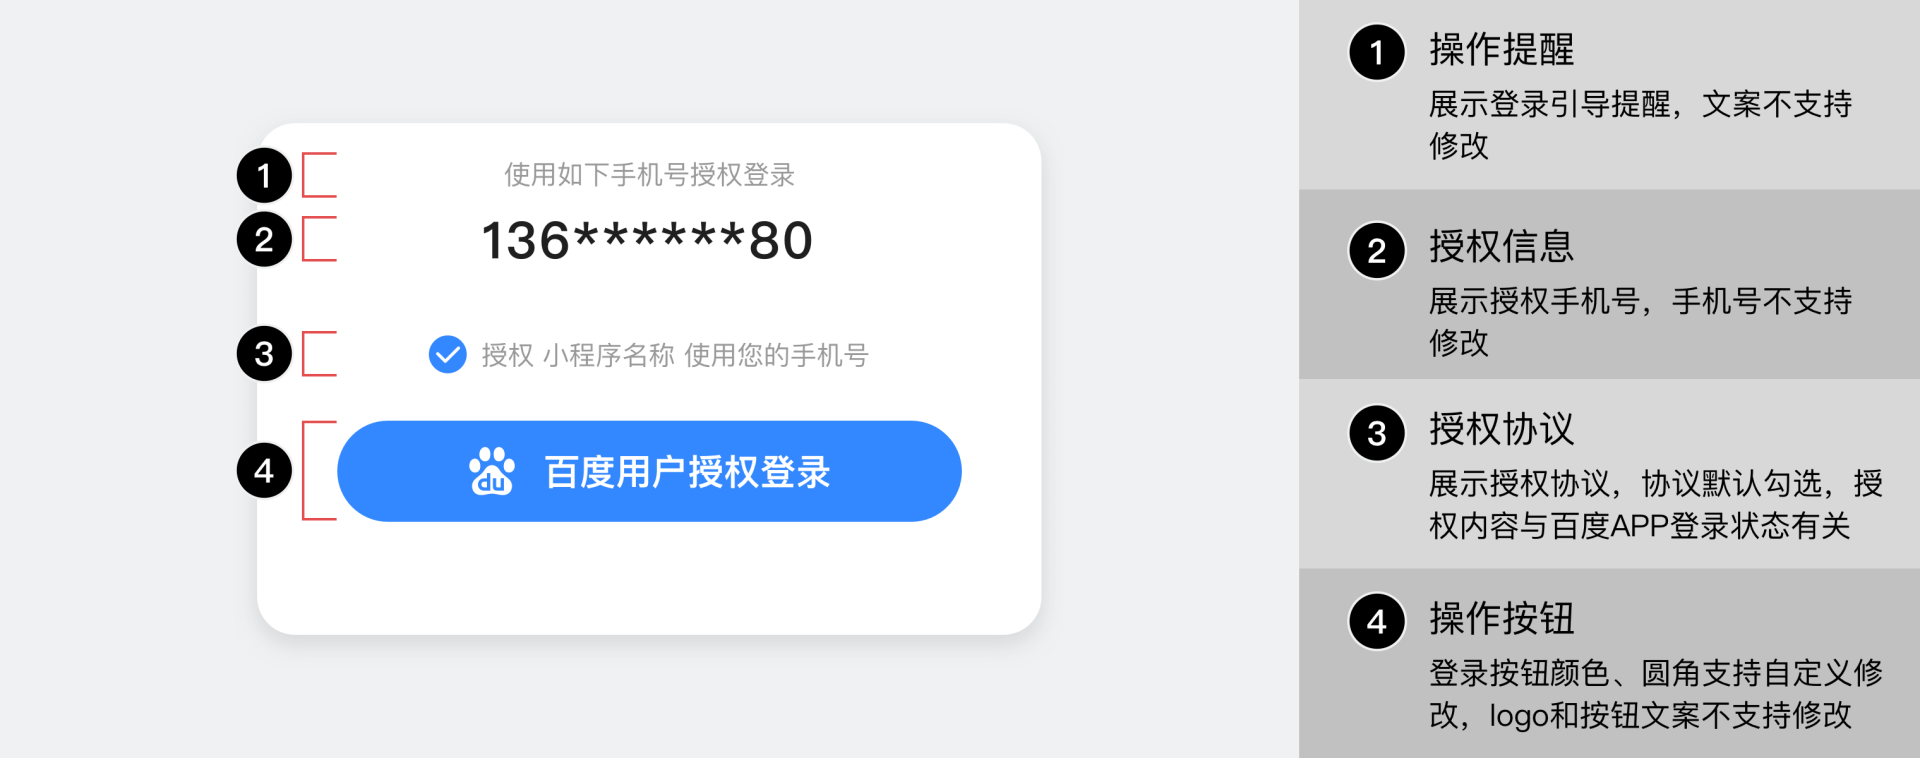 1
使用如下手机号授权登录
2
136******80
3
授权 小程序名称 使用您的手机号
4
du
百度用户授权登录
1
操作提醒
展示登录引导提醒，文案不支持
修改
2
授权信息
展示授权手机号，手机号不支持
修改
3
授权协议
展示授权协议，协议默认勾选，授
权内容与百度APP登录状态有关
4
操作按钮
登录按钮颜色、圆角支持自定义修
改，logo和按钮文案不支持修改